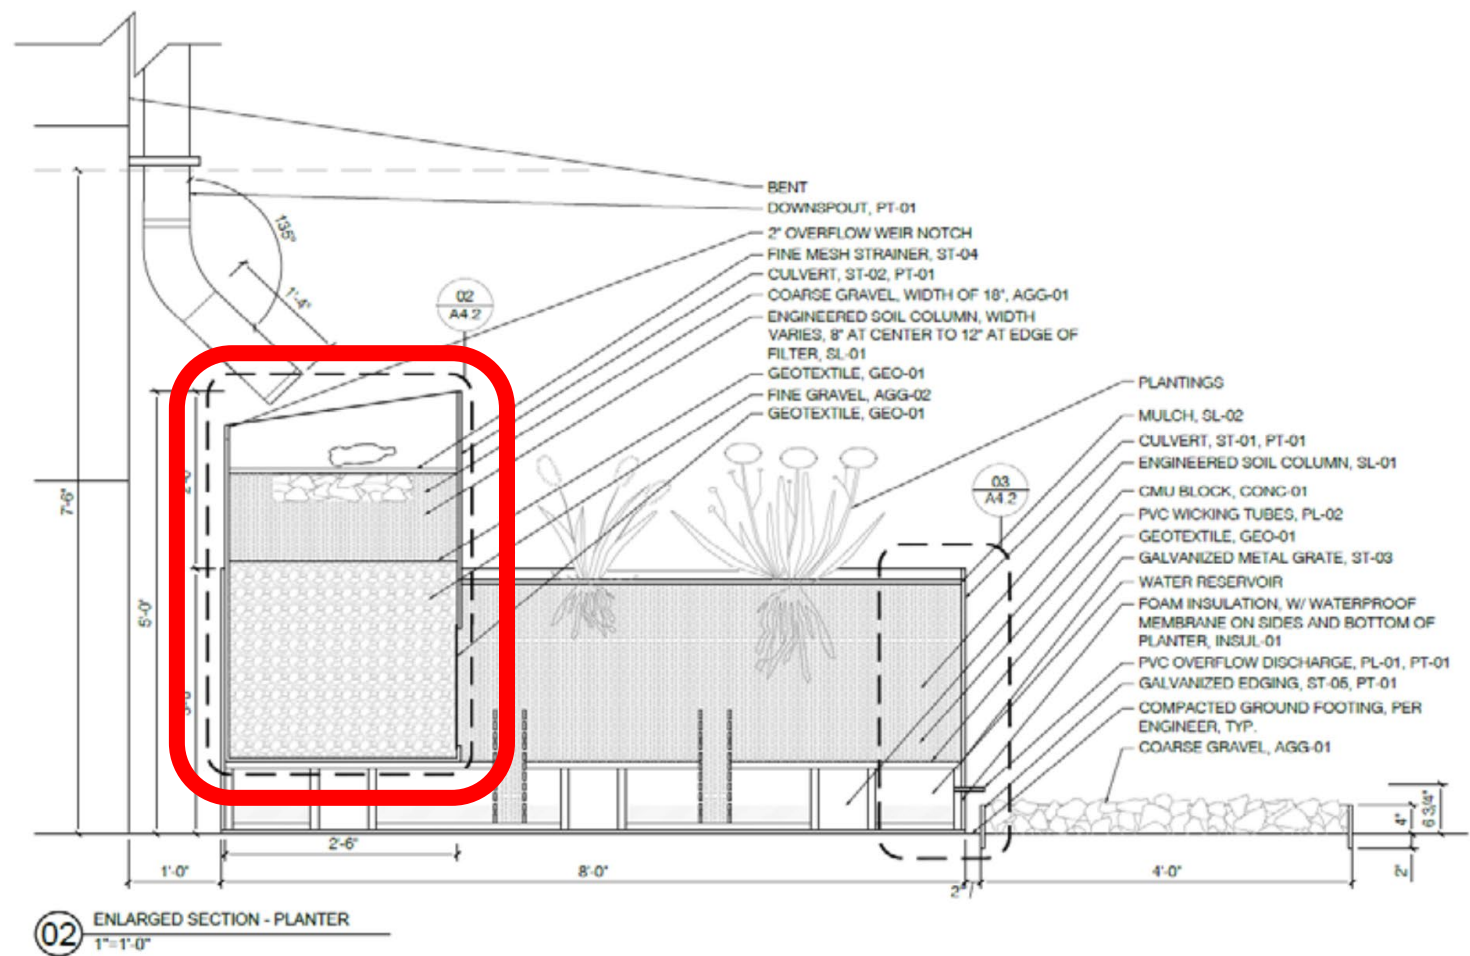 BENT
DOWNSPOUT, PT-01
2" OVERFLOW WEIR NOTCH
FINE MESH STRAINER, ST-04
CULVERT, ST-02, PT-01
COARSE GRAVEL, WIDTH OF 18", AGG-01
ENGINEERED SOIL COLUMN, WIDTH
VARIES, 8" AT CENTER TO 12" AT EDGE OF
FILTER, SL-01
GEOTEXTILE, GEO-01
FINE GRAVEL, AGG-02
GEOTEXTILE, GEO-01
135°
1'-4"
02
A4.2
PLANTINGS
MULCH, SL-02
CULVERT, ST-01, PT-01
ENGINEERED SOIL COLUMN, SL-01
CMU BLOCK, CONC-01
PVC WICKING TUBES, PL-02
GEOTEXTILE, GEO-01
GALVANIZED METAL GRATE, ST-03
WATER RESERVOIR
FOAM INSULATION, W/ WATERPROOF
MEMBRANE ON SIDES AND BOTTOM OF
PLANTER, INSUL-01
PVC OVERFLOW DISCHARGE, PL-01, PT-01
GALVANIZED EDGING, ST-05, PT-01
COMPACTED GROUND FOOTING, PER
ENGINEER, TYP.
COARSE GRAVEL, AGG-01
03
A4.2
7'-6"
5'-0"
4"
6 3/4"
2'-6"
1'-0"
8'-0"
2"
4'-0"
2"
02
ENLARGED SECTION - PLANTER
1"=1'-0"